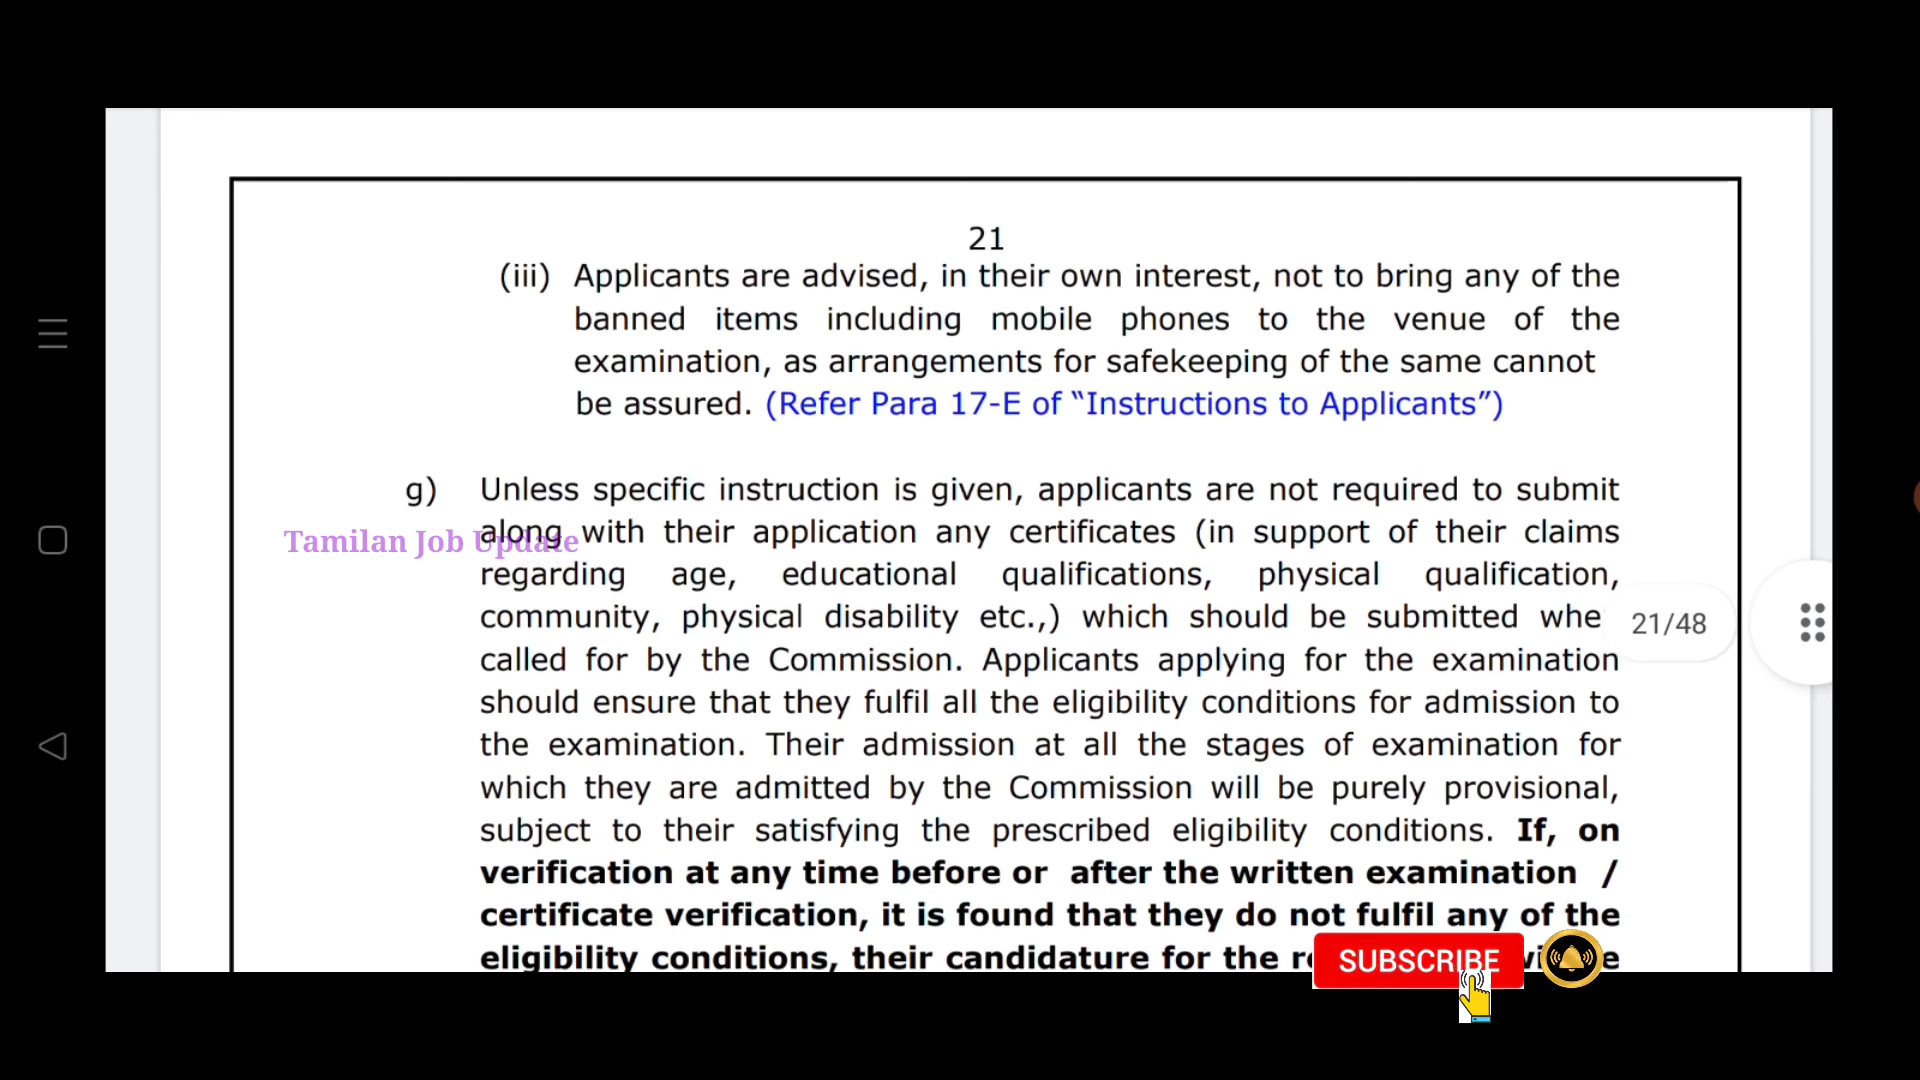 21
(iii) Applicants are advised, in their own interest, not to bring any of the
banned items including mobile phones to the venue of the
examination, as arrangements for safekeeping of the same cannot
be assured. (Refer Para 17-E of “Instructions to Applicants”)
g) Unless specific instruction is given, applicants are not required to submit
along with their application any certificates (in support of their claims
Tamilan Job Update
regarding age, educational qualifications, physical qualification,
community, physical disability etc.,) which should be submitted
21/48
called for by the Commission. Applicants applying for the examination
should ensure that they fulfil all the eligibility conditions for admission to
the examination. Their admission at all the stages of examination for
which they are admitted by the Commission will be purely provisional,
subject to their satisfying the prescribed eligibility conditions. If, on
verification at any time before or after the written examination /
certificate verification, it is found that they do not fulfil any of the
eligibility conditions, their candidature for the
SUBSCRIBE